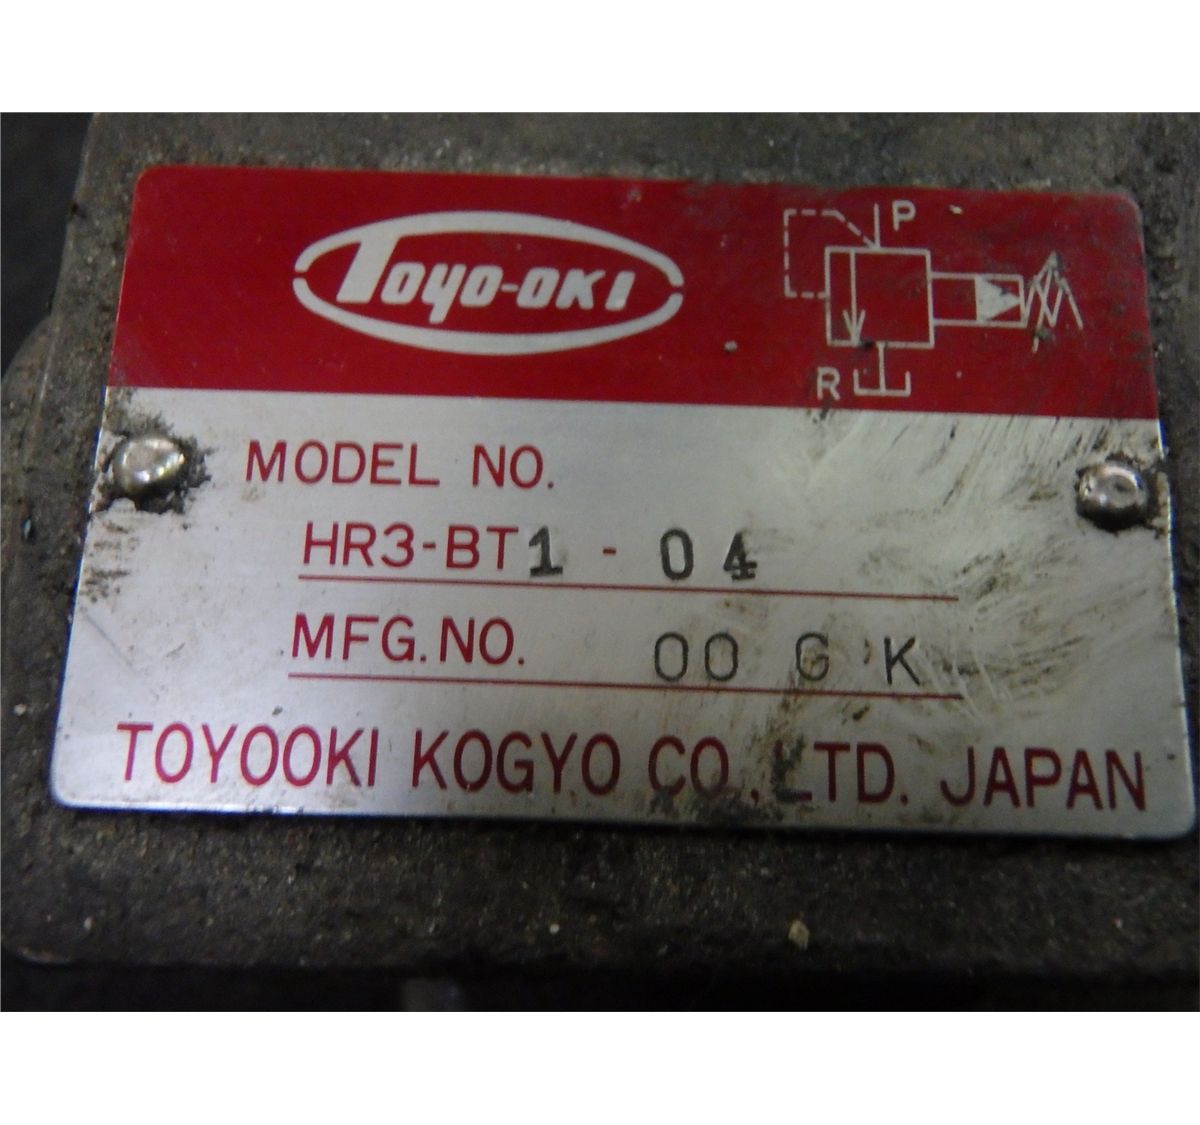 TOYO-OKI
P
R
MODEL NO.
HR3-BT1-04
MFG.NO. 00 G K
TOYOOKI KOGYO CO.,LTD. JAPAN